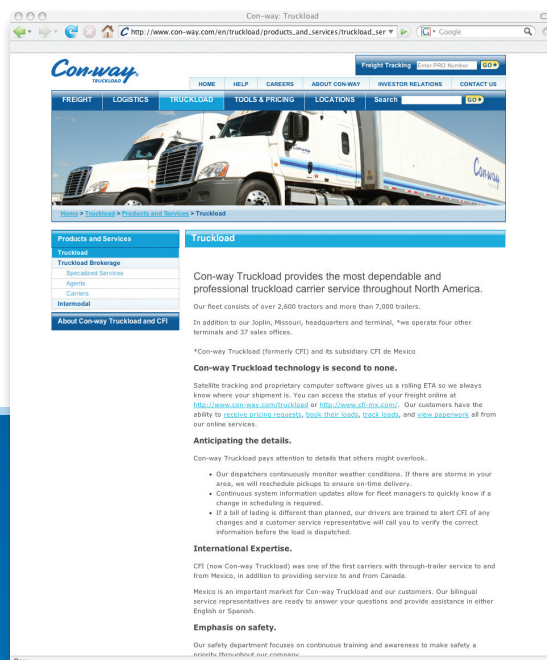 Con-way: Truckload
http://www.con-way.com/en/truckload/products_and_services/truckload_ser
Google
Con-way
TRUCKLOAD
Freight Tracking Enter PRO Number GO
HOME HELP CAREERS ABOUT CON-WAY INVESTOR RELATIONS CONTACT US
FREIGHT LOGISTICS TRUCKLOAD TOOLS & PRICING LOCATIONS Search GO
Con-way
Home > Truckload > Products and Services > Truckload
Products and Services
Truckload
Truckload Brokerage
Specialized Services
Agents
Carriers
Intermodal
About Con-way Truckload and CFI
Truckload
Con-way Truckload provides the most dependable and
professional truckload carrier service throughout North America.
Our fleet consists of over 2,600 tractors and more than 7,000 trailers.
In addition to our Joplin, Missouri, headquarters and terminal, *we operate four other
terminals and 37 sales offices.
*Con-way Truckload (formerly CFI) and its subsidiary CFI de Mexico
Con-way Truckload technology is second to none.
Satellite tracking and proprietary computer software gives us a rolling ETA so we always
know where your shipment is. You can access the status of your freight online at
http://www.con-way.com/truckload or http://www.cfi-mx.com/. Our customers have the
ability to receive pricing requests, book their loads, track loads, and view paperwork all from
our online services.
Anticipating the details.
Con-way Truckload pays attention to details that others might overlook.
• Our dispatchers continuously monitor weather conditions. If there are storms in your
area, we will reschedule pickups to ensure on-time delivery.
• Continuous system information updates allow for fleet managers to quickly know if a
change in scheduling is required.
• If a bill of lading is different than planned, our drivers are trained to alert CFI of any
changes and a customer service representative will call you to verify the correct
information before the load is dispatched.
International Expertise.
CFI (now Con-way Truckload) was one of the first carriers with through-trailer service to and
from Mexico, in addition to providing service to and from Canada.
Mexico is an important market for Con-way Truckload and our customers. Our bilingual
service representatives are ready to answer your questions and provide assistance in either
English or Spanish.
Emphasis on safety.
Our safety department focuses on continuous training and awareness to make safety a
priority throughout our company.